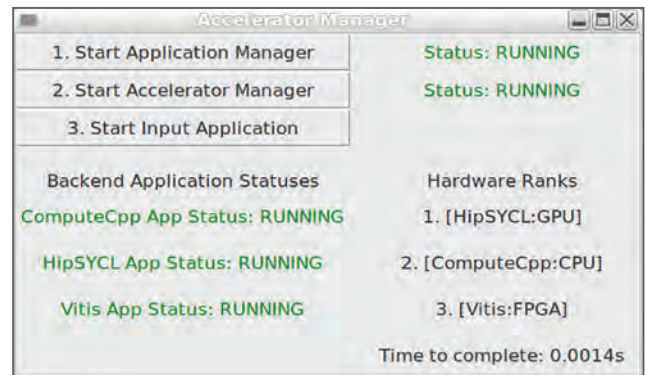 Accelerator Manager
1. Start Application Manager Status: RUNNING
2. Start Accelerator Manager Status: RUNNING
3. Start Input Application
Backend Application Statuses Hardware Ranks
ComputeCpp App Status: RUNNING 1. [HipSYCL:GPU]
HipSYCL App Status: RUNNING 2. [ComputeCpp:CPU]
Vitis App Status: RUNNING 3. [Vitis:FPGA]
Time to complete: 0.0014s